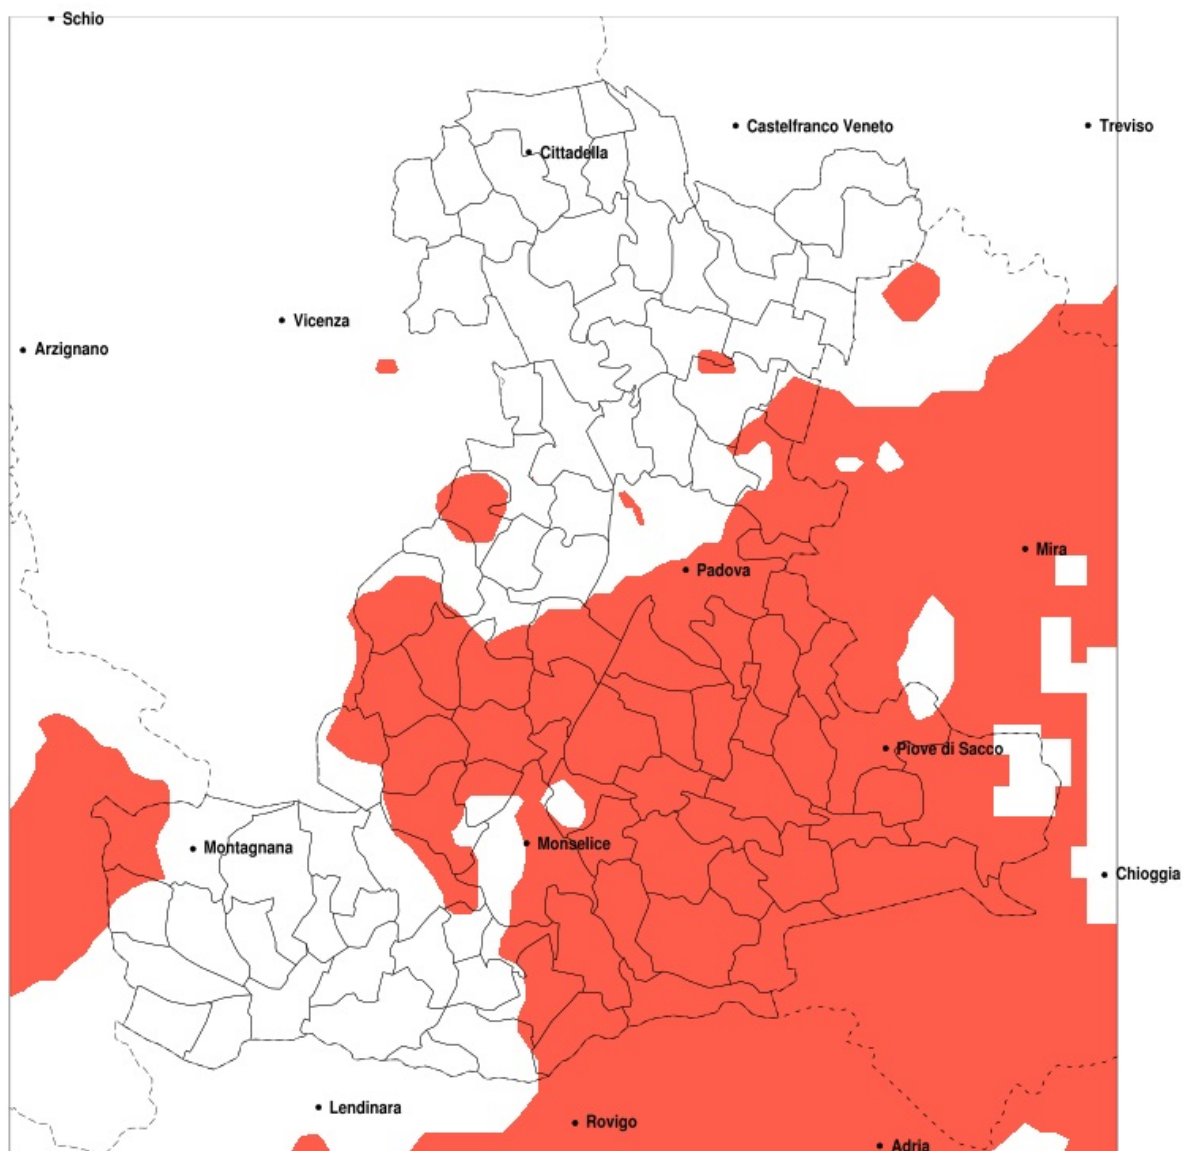 Schio
Castelfranco Veneto
Treviso
Cittadella
Vicenza
Arzignano
Mira
Padova
Piove di Sacco
Monselice
Montagnana
Chioggia
Lendinara
Rovigo
Adria